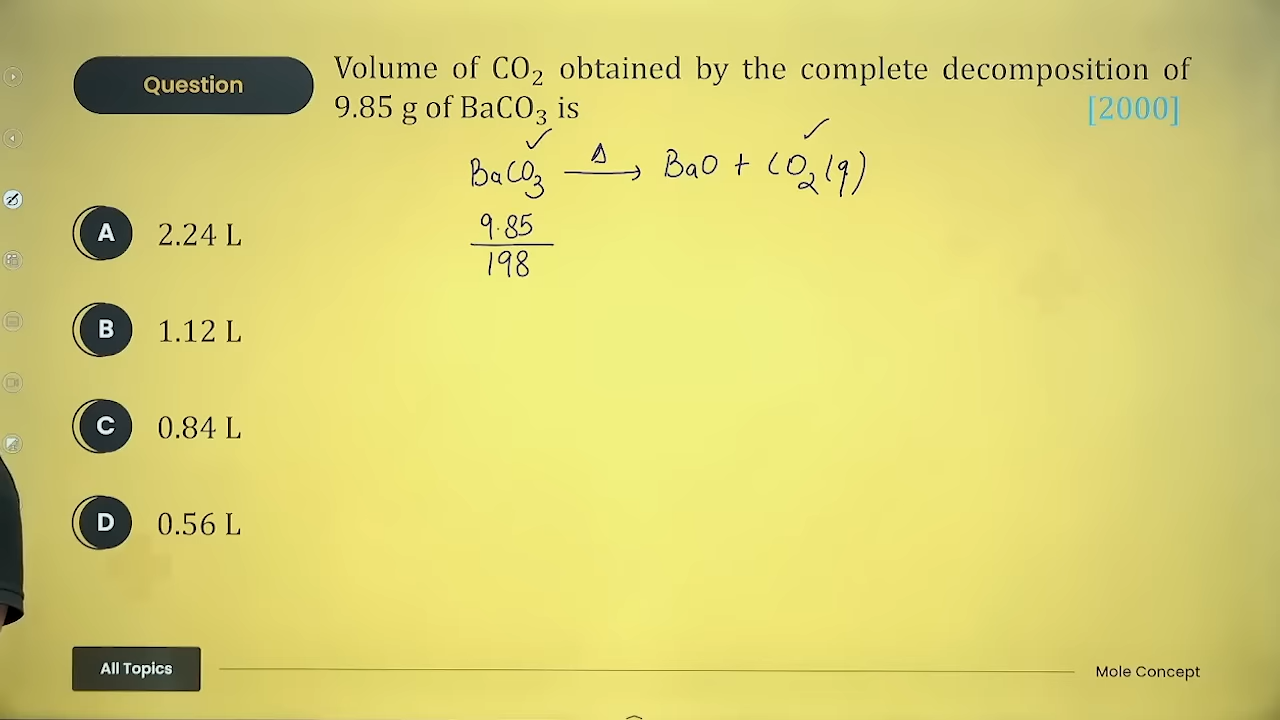 Question
Volume of CO₂ obtained by the complete decomposition of
9.85 g of BaCO₃ is [2000]
BaCO₃ —Δ→ BaO + CO₂(g)
9.85
198
A 2.24 L
B 1.12 L
C 0.84 L
D 0.56 L
All Topics
Mole Concept